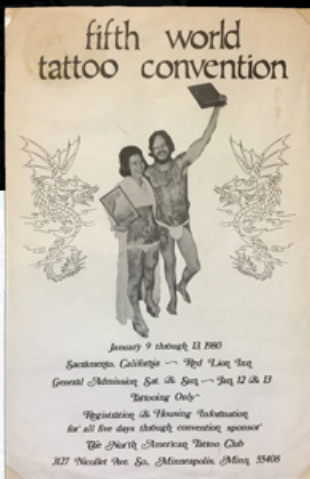 fifth world
tattoo convention
January 9 through 13, 1980
Sacramento, California ~ Red Lion Inn
General Admission Sat. & Sun ~ Jan 12 & 13
Tattooing Only~
Registration & Housing Information
for all five days through convention sponsor~
The North American Tattoo Club
3127 Nicollet Ave. So., Minneapolis, Minn 55408